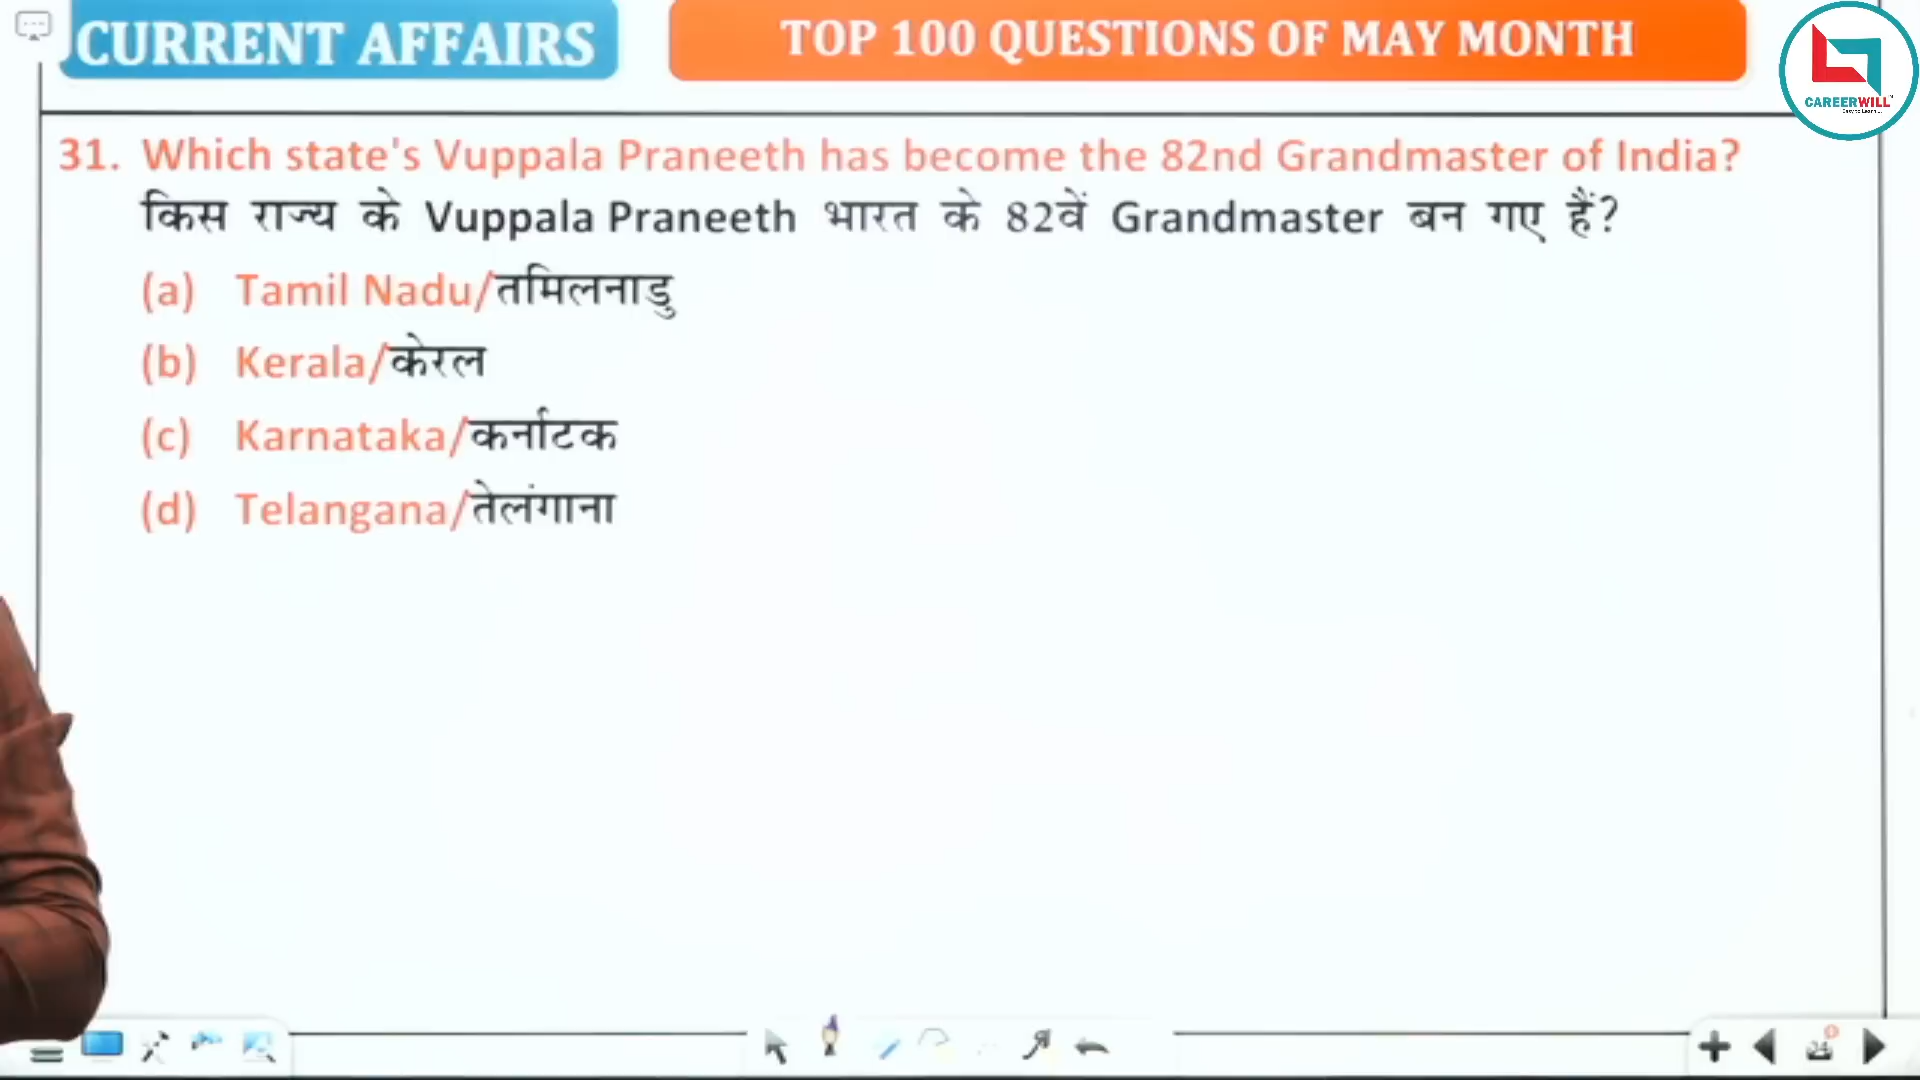 CURRENT AFFAIRS
TOP 100 QUESTIONS OF MAY MONTH
CAREERWILL
31. Which state's Vuppala Praneeth has become the 82nd Grandmaster of India?
किस राज्य के Vuppala Praneeth भारत के 82वें Grandmaster बन गए हैं?
(a) Tamil Nadu/तमिलनाडु
(b) Kerala/केरल
(c) Karnataka/कर्नाटक
(d) Telangana/तेलंगाना